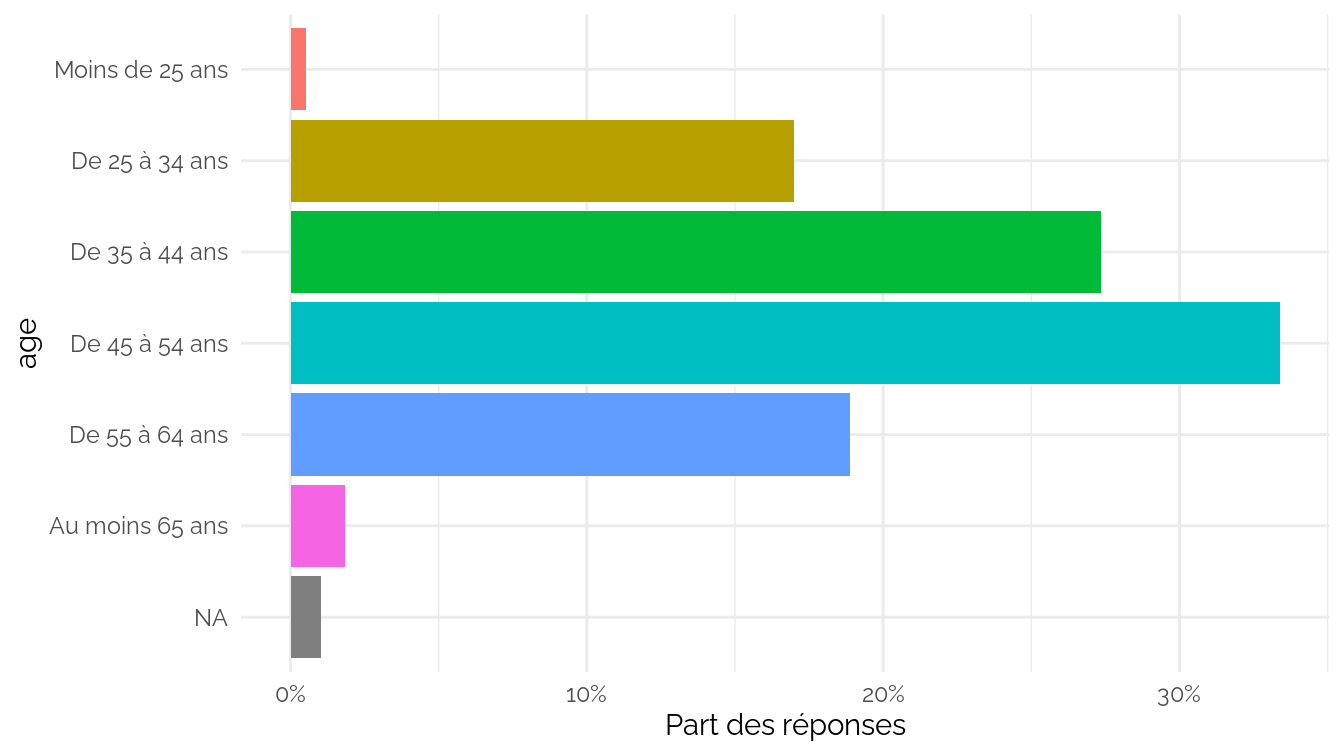 Moins de 25 ans
De 25 à 34 ans
De 35 à 44 ans
De 45 à 54 ans
De 55 à 64 ans
Au moins 65 ans
NA
age
0% 10% 20% 30%
Part des réponses